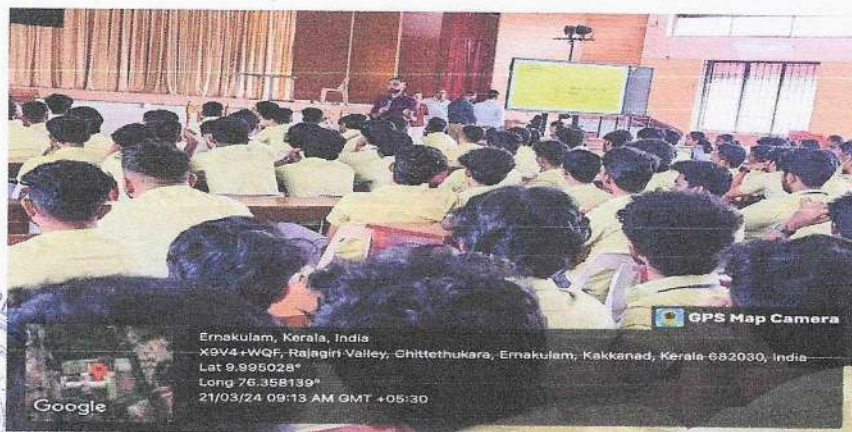 GPS Map Camera
Ernakulam, Kerala, India
X9V4+WQF, Rajagiri Valley, Chittethukara, Ernakulam, Kakkanad, Kerala 682030, India
Lat 9.995028°
Long 76.358139°
21/03/24 09:13 AM GMT +05:30
Google